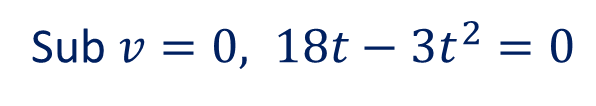 Sub 𝑣 = 0, 18𝑡 − 3𝑡² = 0